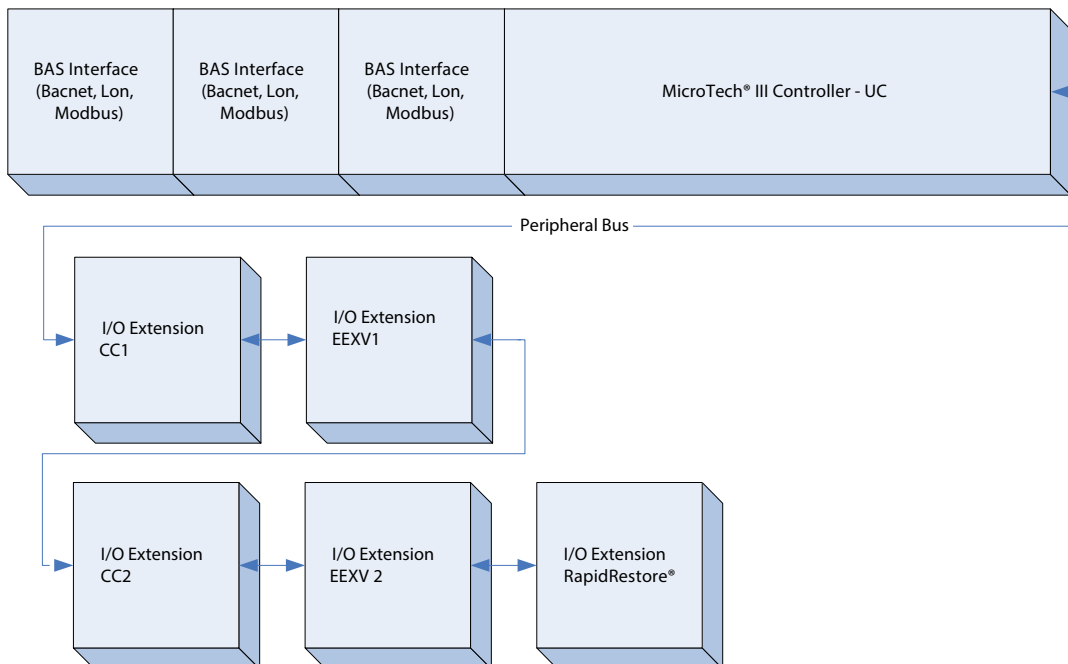 BAS Interface
(Bacnet, Lon,
Modbus)
BAS Interface
(Bacnet, Lon,
Modbus)
BAS Interface
(Bacnet, Lon,
Modbus)
MicroTech® III Controller - UC
Peripheral Bus
I/O Extension
CC1
I/O Extension
EEXV1
I/O Extension
CC2
I/O Extension
EEXV 2
I/O Extension
RapidRestore®